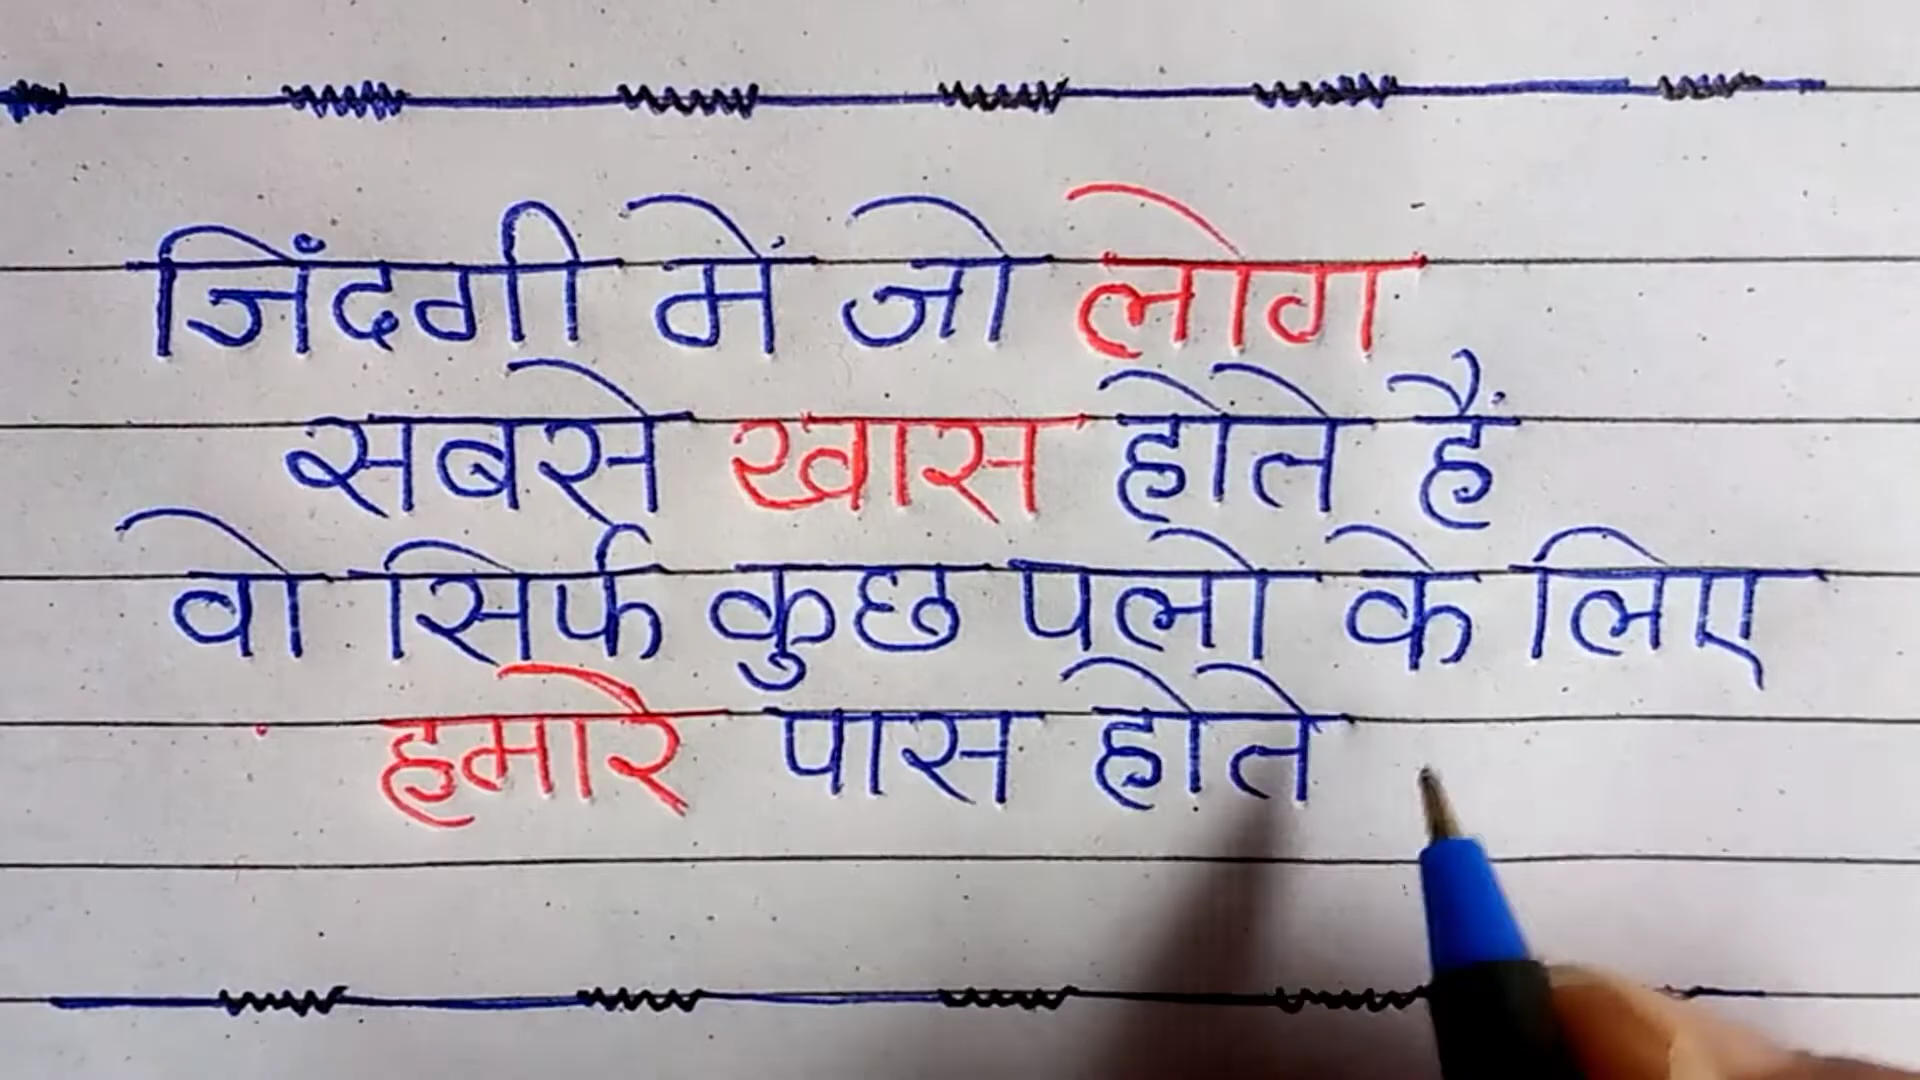 जिंदगी में जो लोग
सबसे खास होते हैं
वो सिर्फ कुछ पलो के लिए
हमारे पास होते